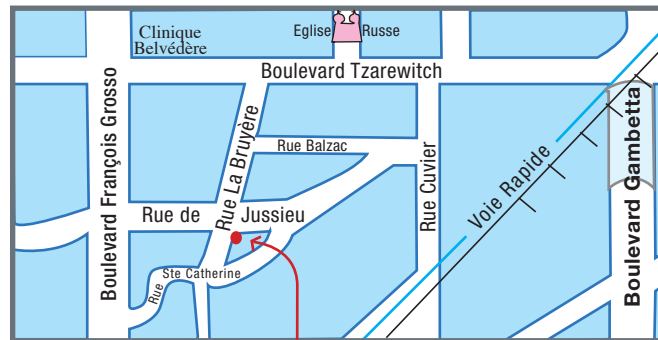 Clinique
Belvédère
Eglise Russe
Boulevard Tzarewitch
Boulevard François Grosso
Rue La Bruyère
Rue Balzac
Rue Cuvier
Voie Rapide
Boulevard Gambetta
Rue de Jussieu
Rue Ste Catherine